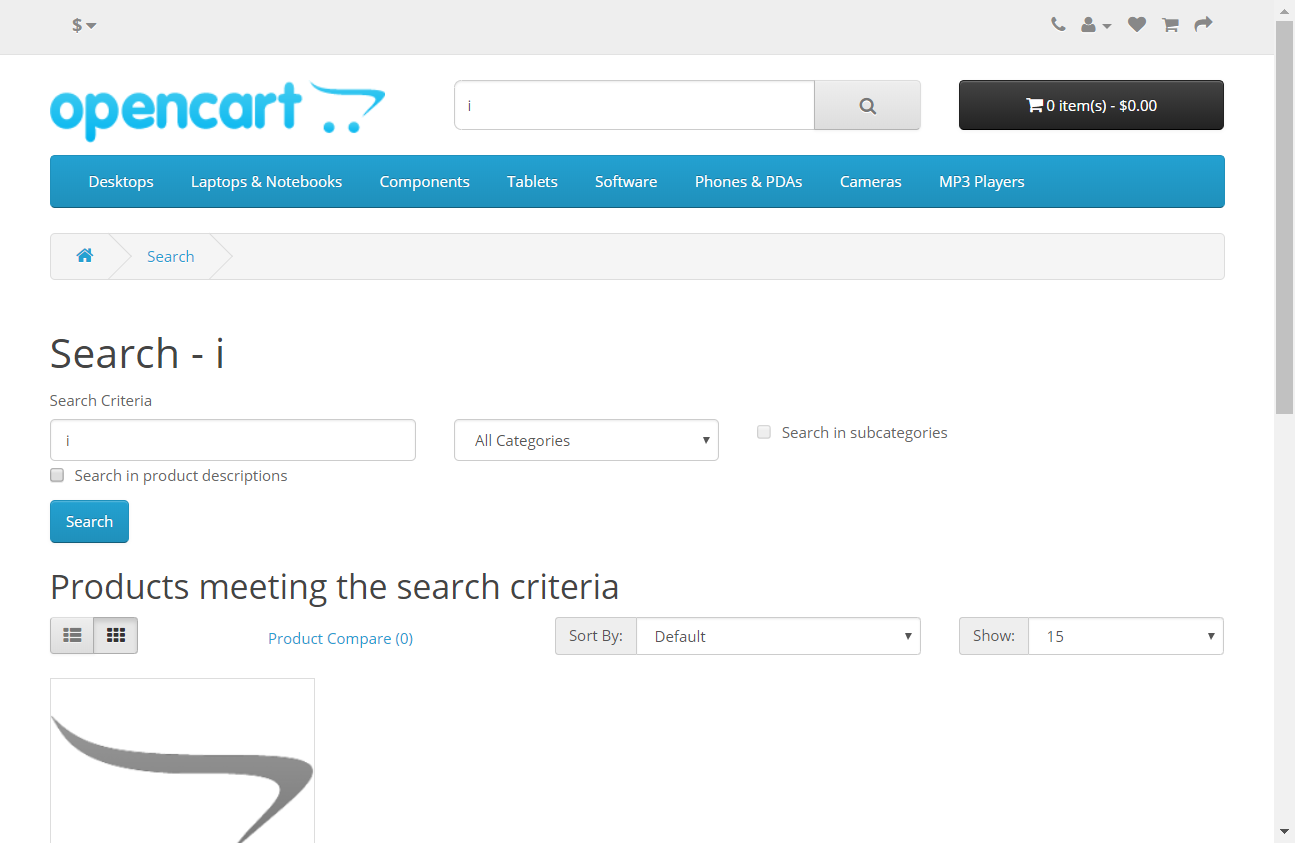 $
opencart
i
0 item(s) - $0.00
Desktops
Laptops & Notebooks
Components
Tablets
Software
Phones & PDAs
Cameras
MP3 Players
Search
Search - i
Search Criteria
i
All Categories
Search in subcategories
Search in product descriptions
Search
Products meeting the search criteria
Product Compare (0)
Sort By:
Default
Show:
15